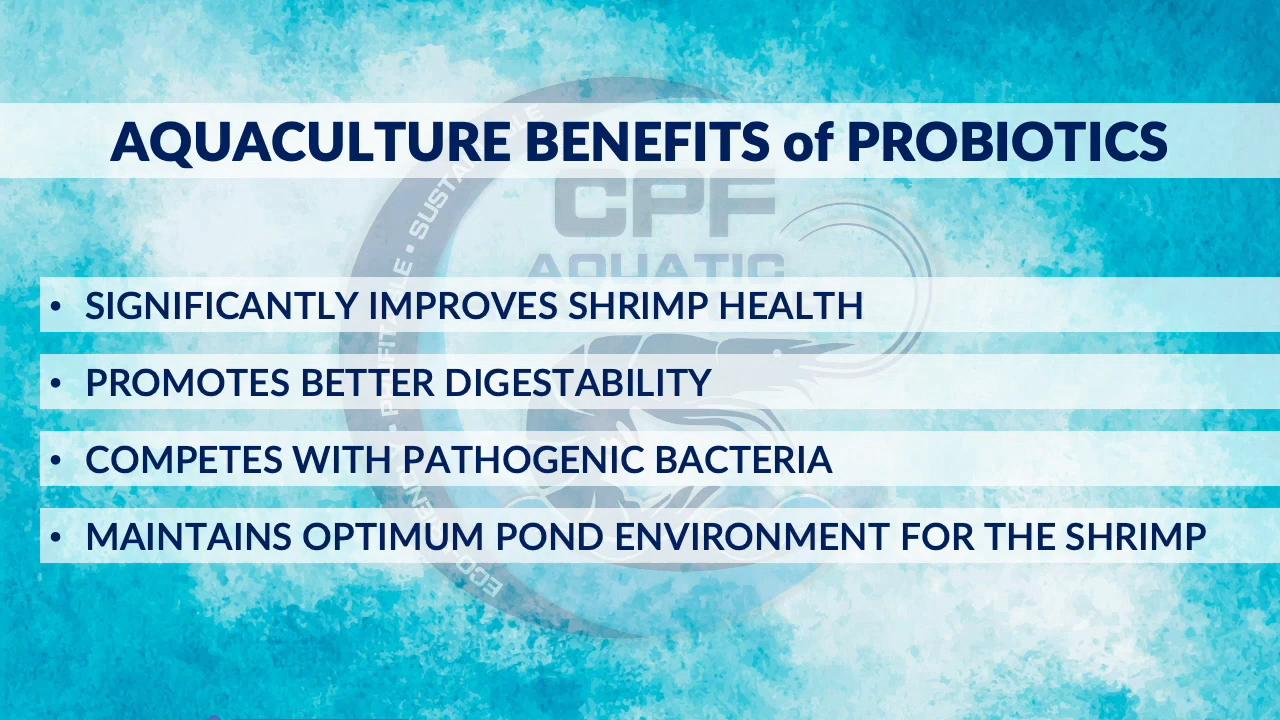 AQUACULTURE BENEFITS of PROBIOTICS
CPF
AQUATIC
• SIGNIFICANTLY IMPROVES SHRIMP HEALTH
• PROMOTES BETTER DIGESTABILITY
• COMPETES WITH PATHOGENIC BACTERIA
• MAINTAINS OPTIMUM POND ENVIRONMENT FOR THE SHRIMP